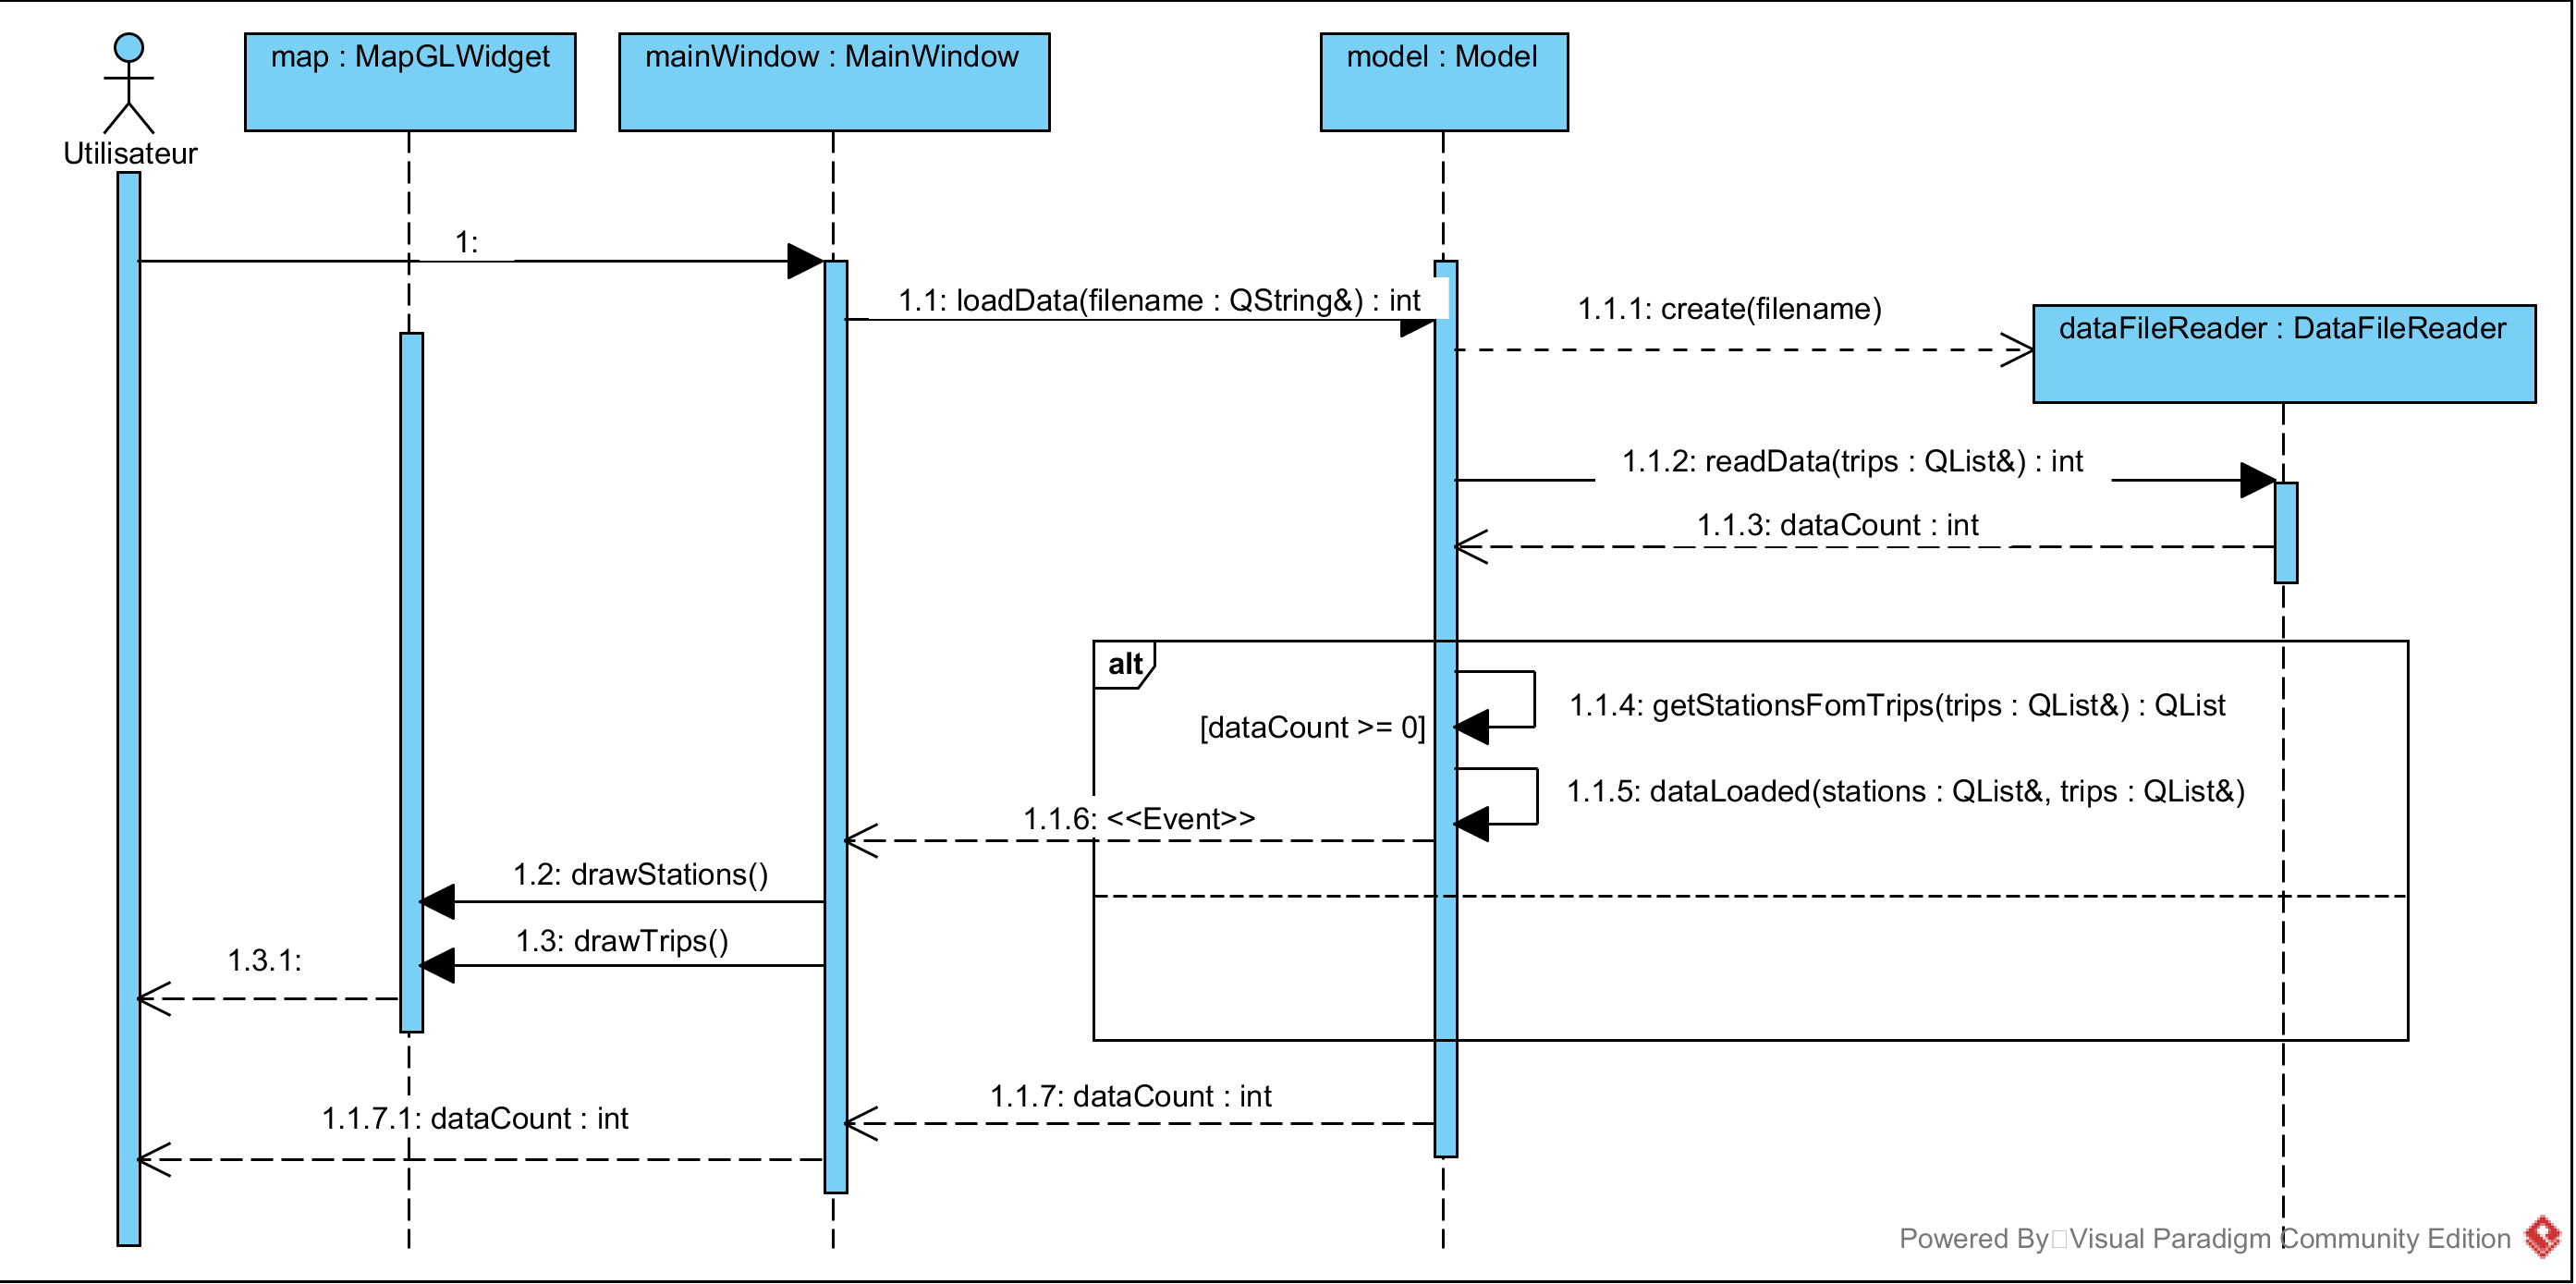 map : MapGLWidget
mainWindow : MainWindow
model : Model
Utilisateur
1:
1.1: loadData(filename : QString&) : int
1.1.1: create(filename)
dataFileReader : DataFileReader
1.1.2: readData(trips : QList&) : int
1.1.3: dataCount : int
alt
1.1.4: getStationsFomTrips(trips : QList&) : QList
[dataCount >= 0]
1.1.5: dataLoaded(stations : QList&, trips : QList&)
1.1.6: <<Event>>
1.2: drawStations()
1.3: drawTrips()
1.3.1:
1.1.7: dataCount : int
1.1.7.1: dataCount : int
Powered By Visual Paradigm Community Edition